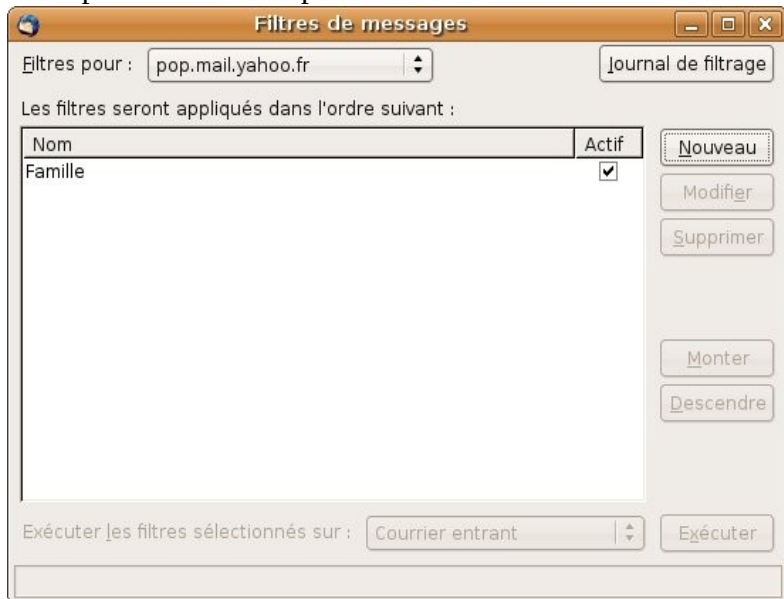 Filtres de messages
Filtres pour : pop.mail.yahoo.fr
Journal de filtrage
Les filtres seront appliqués dans l'ordre suivant :
Nom Actif
Famille
Nouveau
Modifier
Supprimer
Monter
Descendre
Exécuter les filtres sélectionnés sur : Courrier entrant
Exécuter